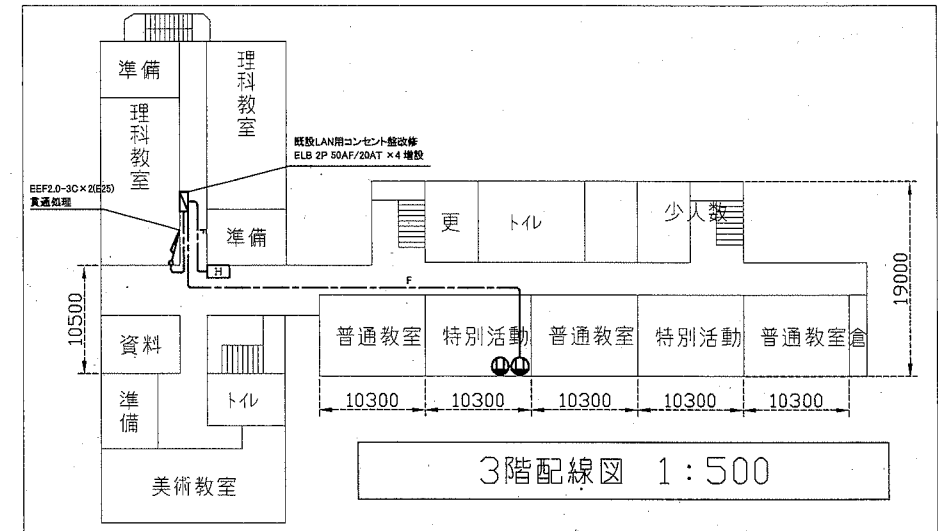 準備
理科教室
理科教室
既設LAN用コンセント盤改修
ELB 2P 50AF/20AT ×4 増設
EEF2.0-3C×2(E25)
貫通処理
準備
H
F
更
トイレ
少人数
19000
10500
資料
準備
トイレ
美術教室
普通教室
特別活動
普通教室
特別活動
普通教室
倉
10300
10300
10300
10300
10300
3階配線図 1:500